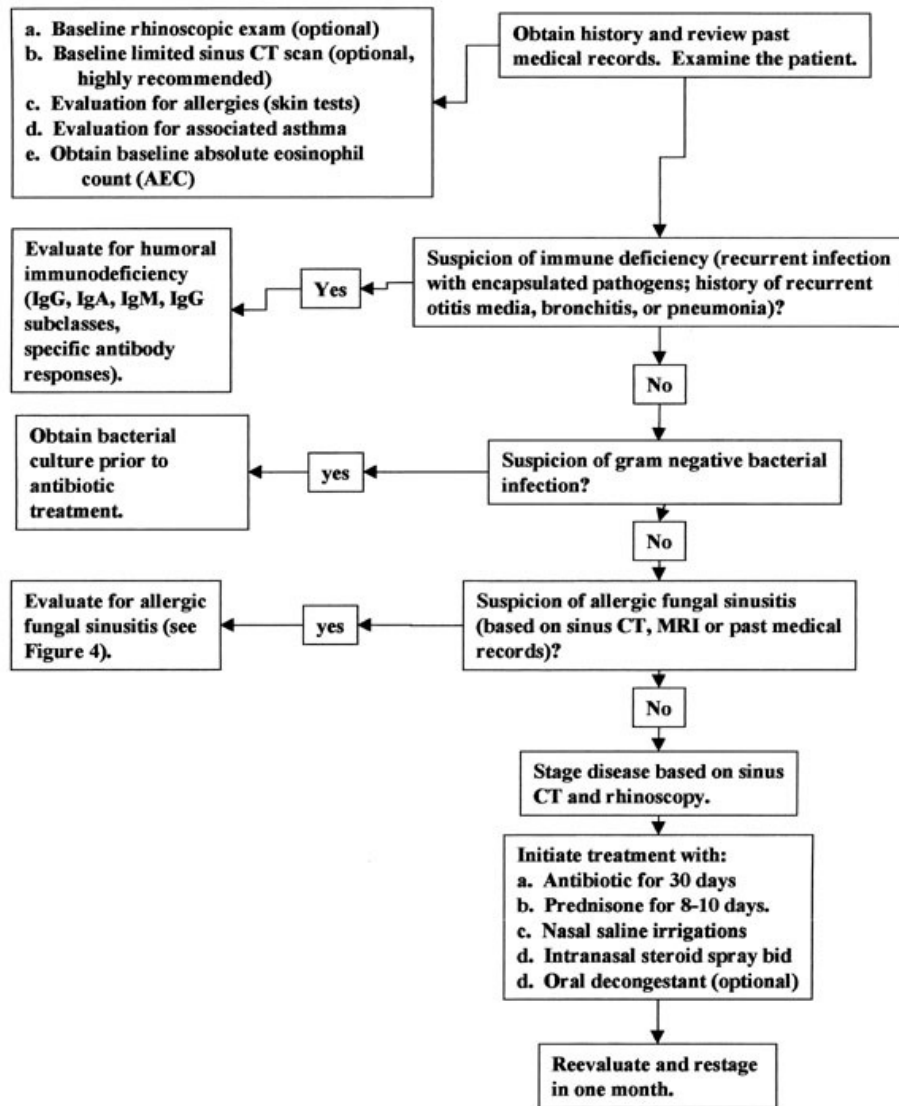 a. Baseline rhinoscopic exam (optional)
b. Baseline limited sinus CT scan (optional,
highly recommended)
c. Evaluation for allergies (skin tests)
d. Evaluation for associated asthma
e. Obtain baseline absolute eosinophil
count (AEC)
Obtain history and review past
medical records. Examine the patient.
Evaluate for humoral
immunodeficiency
(IgG, IgA, IgM, IgG
subclasses,
specific antibody
responses).
Yes
Suspicion of immune deficiency (recurrent infection
with encapsulated pathogens; history of recurrent
otitis media, bronchitis, or pneumonia)?
No
Obtain bacterial
culture prior to
antibiotic
treatment.
yes
Suspicion of gram negative bacterial
infection?
No
Evaluate for allergic
fungal sinusitis (see
Figure 4).
yes
Suspicion of allergic fungal sinusitis
(based on sinus CT, MRI or past medical
records)?
No
Stage disease based on sinus
CT and rhinoscopy.
Initiate treatment with:
a. Antibiotic for 30 days
b. Prednisone for 8-10 days.
c. Nasal saline irrigations
d. Intranasal steroid spray bid
d. Oral decongestant (optional)
Reevaluate and restage
in one month.